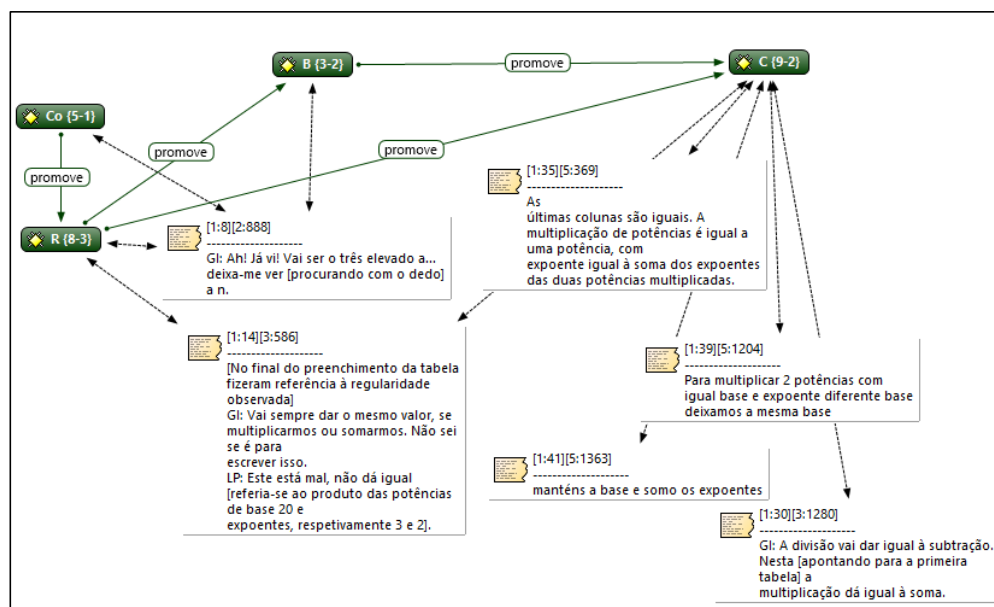 B {3-2}
promove
C {9-2}
Co {5-1}
promove
promove
promove
R {8-3}
[1:8][2:888]
--------------------
GI: Ah! Já vi! Vai ser o três elevado a...
deixa-me ver [procurando com o dedo]
a n.
[1:35][5:369]
--------------------
As
últimas colunas são iguais. A
multiplicação de potências é igual a
uma potência, com
expoente igual à soma dos expoentes
das duas potências multiplicadas.
[1:14][3:586]
--------------------
[No final do preenchimento da tabela
fizeram referência à regularidade
observada]
GI: Vai sempre dar o mesmo valor, se
multiplicarmos ou somarmos. Não sei
se é para
escrever isso.
LP: Este está mal, não dá igual
[referia-se ao produto das potências
de base 20 e
expoentes, respetivamente 3 e 2].
[1:39][5:1204]
--------------------
Para multiplicar 2 potências com
igual base e expoente diferente base
deixamos a mesma base
[1:41][5:1363]
--------------------
manténs a base e somo os expoentes
[1:30][3:1280]
--------------------
GI: A divisão vai dar igual à subtração.
Nesta [apontando para a primeira
tabela] a
multiplicação dá igual à soma.